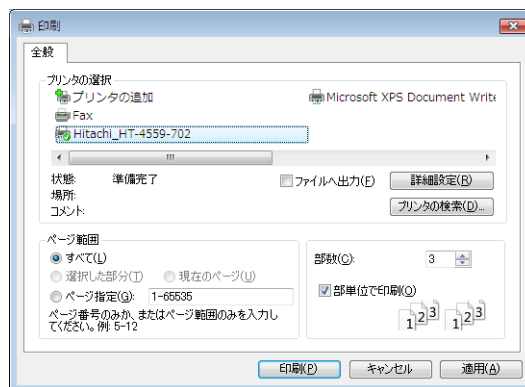 印刷
全般
プリンタの選択
プリンタの追加
Microsoft XPS Document Write
Fax
Hitachi_HT-4559-702
状態: 準備完了
場所:
コメント:
ファイルへ出力(F)
詳細設定(R)
プリンタの検索(D)...
ページ範囲
すべて(L)
選択した部分(T)
現在のページ(U)
ページ指定(G): 1-65535
ページ番号のみか、またはページ範囲のみを入力し
てください。例: 5-12
部数(C): 3
部単位で印刷(O)
1 2 3 1 2 3
印刷(P)
キャンセル
適用(A)